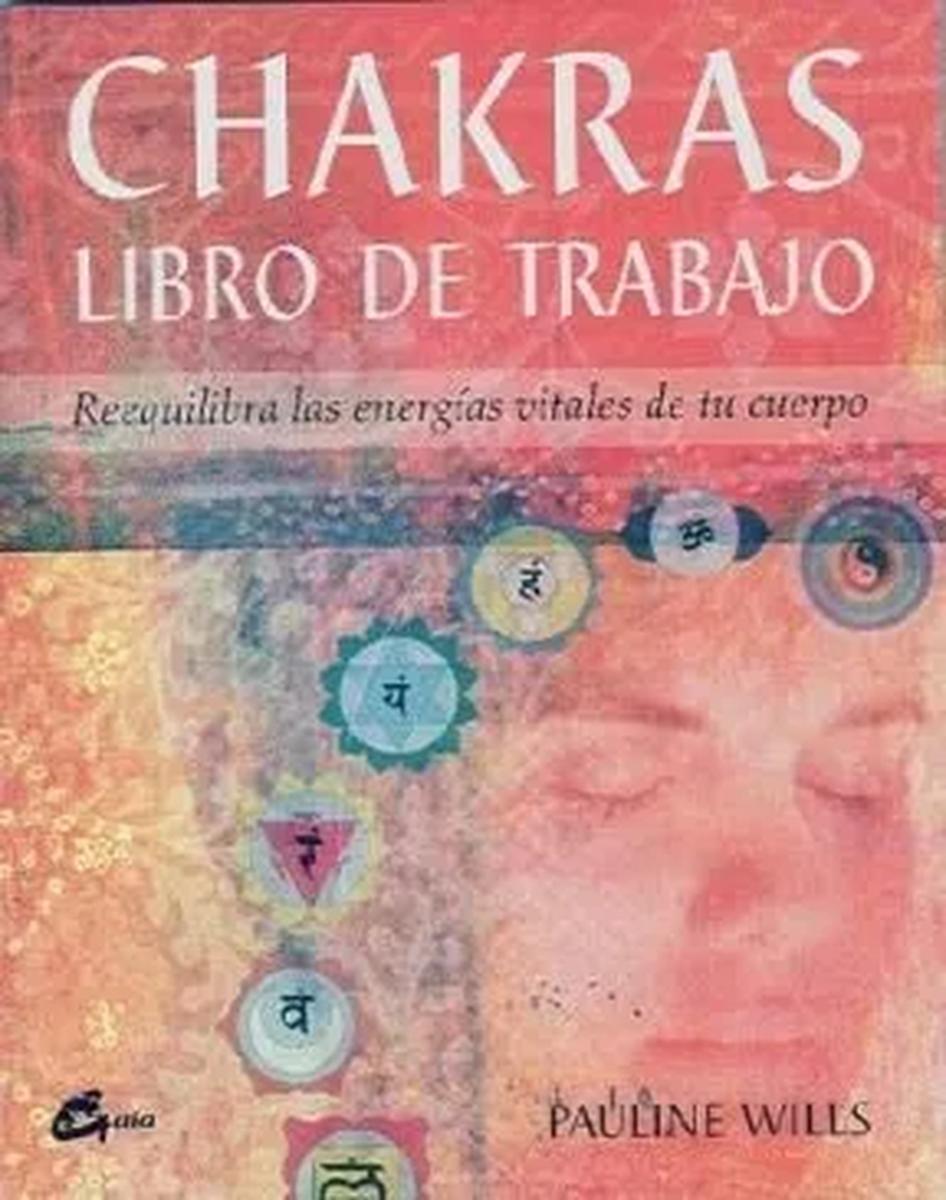 CHAKRAS
LIBRO DE TRABAJO
Reequilibra las energías vitales de tu cuerpo
ॐ
हं
यं
रं
वं
लं
Gaia
PAULINE WILLS